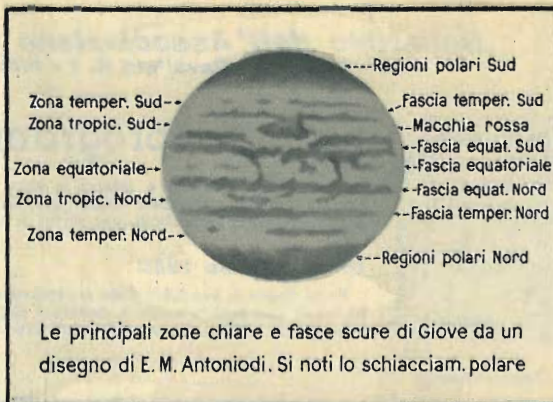 Regioni polari Sud
Zona temper. Sud
Fascia temper. Sud
Zona tropic. Sud
Macchia rossa
Fascia equat. Sud
Zona equatoriale
Fascia equatoriale
Fascia equat. Nord
Zona tropic. Nord
Fascia temper. Nord
Zona temper. Nord
Regioni polari Nord
Le principali zone chiare e fasce scure di Giove da un
disegno di E. M. Antoniodi. Si noti lo schiacciam. polare